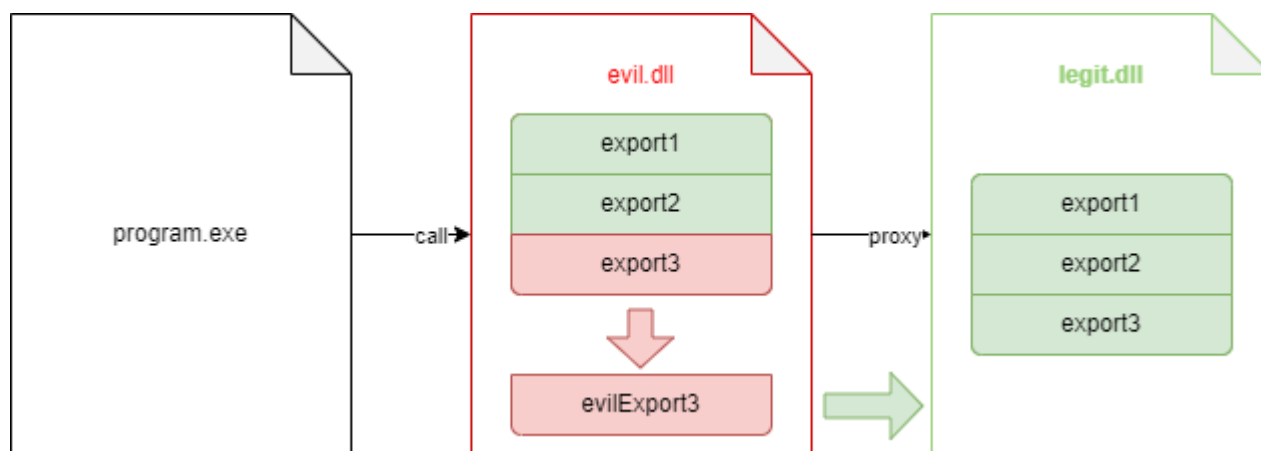 program.exe
call
evil.dll
export1
export2
export3
evilExport3
proxy
legit.dll
export1
export2
export3